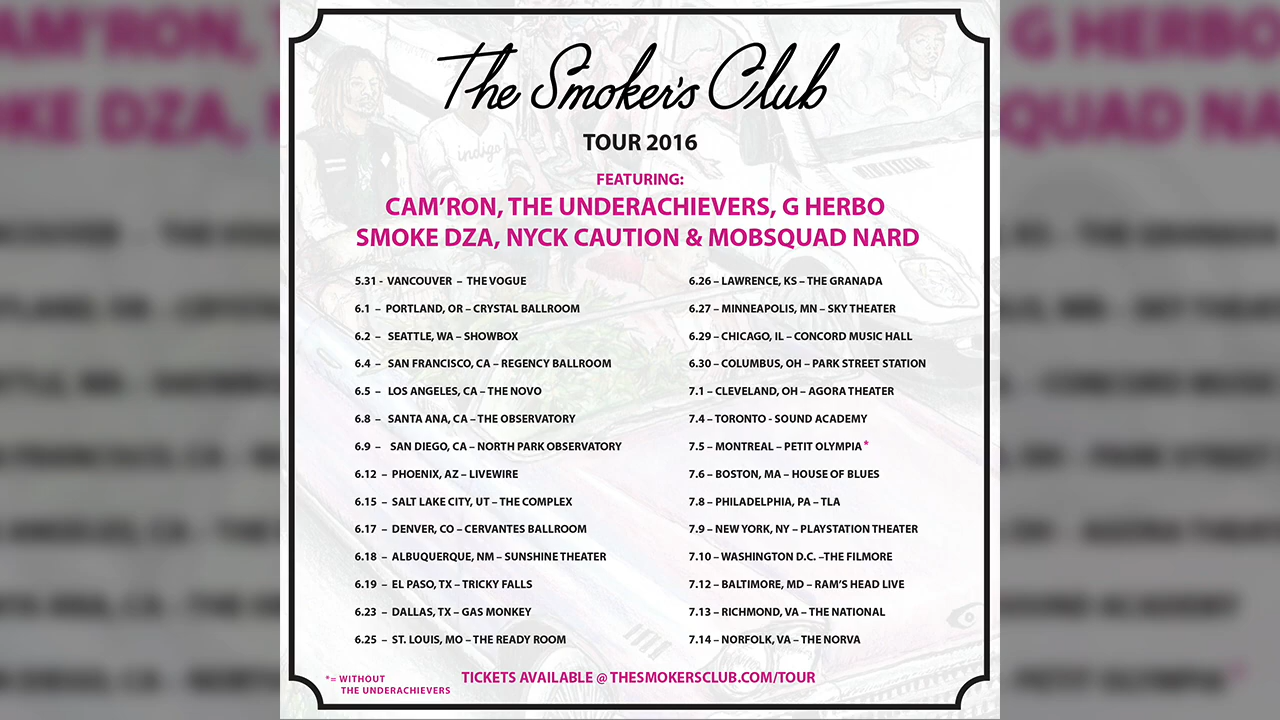 The Smoker's Club
TOUR 2016
FEATURING:
CAM'RON, THE UNDERACHIEVERS, G HERBO
SMOKE DZA, NYCK CAUTION & MOBSQUAD NARD
5.31 - VANCOUVER – THE VOGUE
6.1 – PORTLAND, OR – CRYSTAL BALLROOM
6.2 – SEATTLE, WA – SHOWBOX
6.4 – SAN FRANCISCO, CA – REGENCY BALLROOM
6.5 – LOS ANGELES, CA – THE NOVO
6.8 – SANTA ANA, CA – THE OBSERVATORY
6.9 – SAN DIEGO, CA – NORTH PARK OBSERVATORY
6.12 – PHOENIX, AZ – LIVEWIRE
6.15 – SALT LAKE CITY, UT – THE COMPLEX
6.17 – DENVER, CO – CERVANTES BALLROOM
6.18 – ALBUQUERQUE, NM – SUNSHINE THEATER
6.19 – EL PASO, TX – TRICKY FALLS
6.23 – DALLAS, TX – GAS MONKEY
6.25 – ST. LOUIS, MO – THE READY ROOM
6.26 – LAWRENCE, KS – THE GRANADA
6.27 – MINNEAPOLIS, MN – SKY THEATER
6.29 – CHICAGO, IL – CONCORD MUSIC HALL
6.30 – COLUMBUS, OH – PARK STREET STATION
7.1 – CLEVELAND, OH – AGORA THEATER
7.4 – TORONTO - SOUND ACADEMY
7.5 – MONTREAL – PETIT OLYMPIA *
7.6 – BOSTON, MA – HOUSE OF BLUES
7.8 – PHILADELPHIA, PA – TLA
7.9 – NEW YORK, NY – PLAYSTATION THEATER
7.10 – WASHINGTON D.C. –THE FILMORE
7.12 – BALTIMORE, MD – RAM'S HEAD LIVE
7.13 – RICHMOND, VA – THE NATIONAL
7.14 – NORFOLK, VA – THE NORVA
*= WITHOUT
THE UNDERACHIEVERS
TICKETS AVAILABLE @ THESMOKERSCLUB.COM/TOUR
indigo